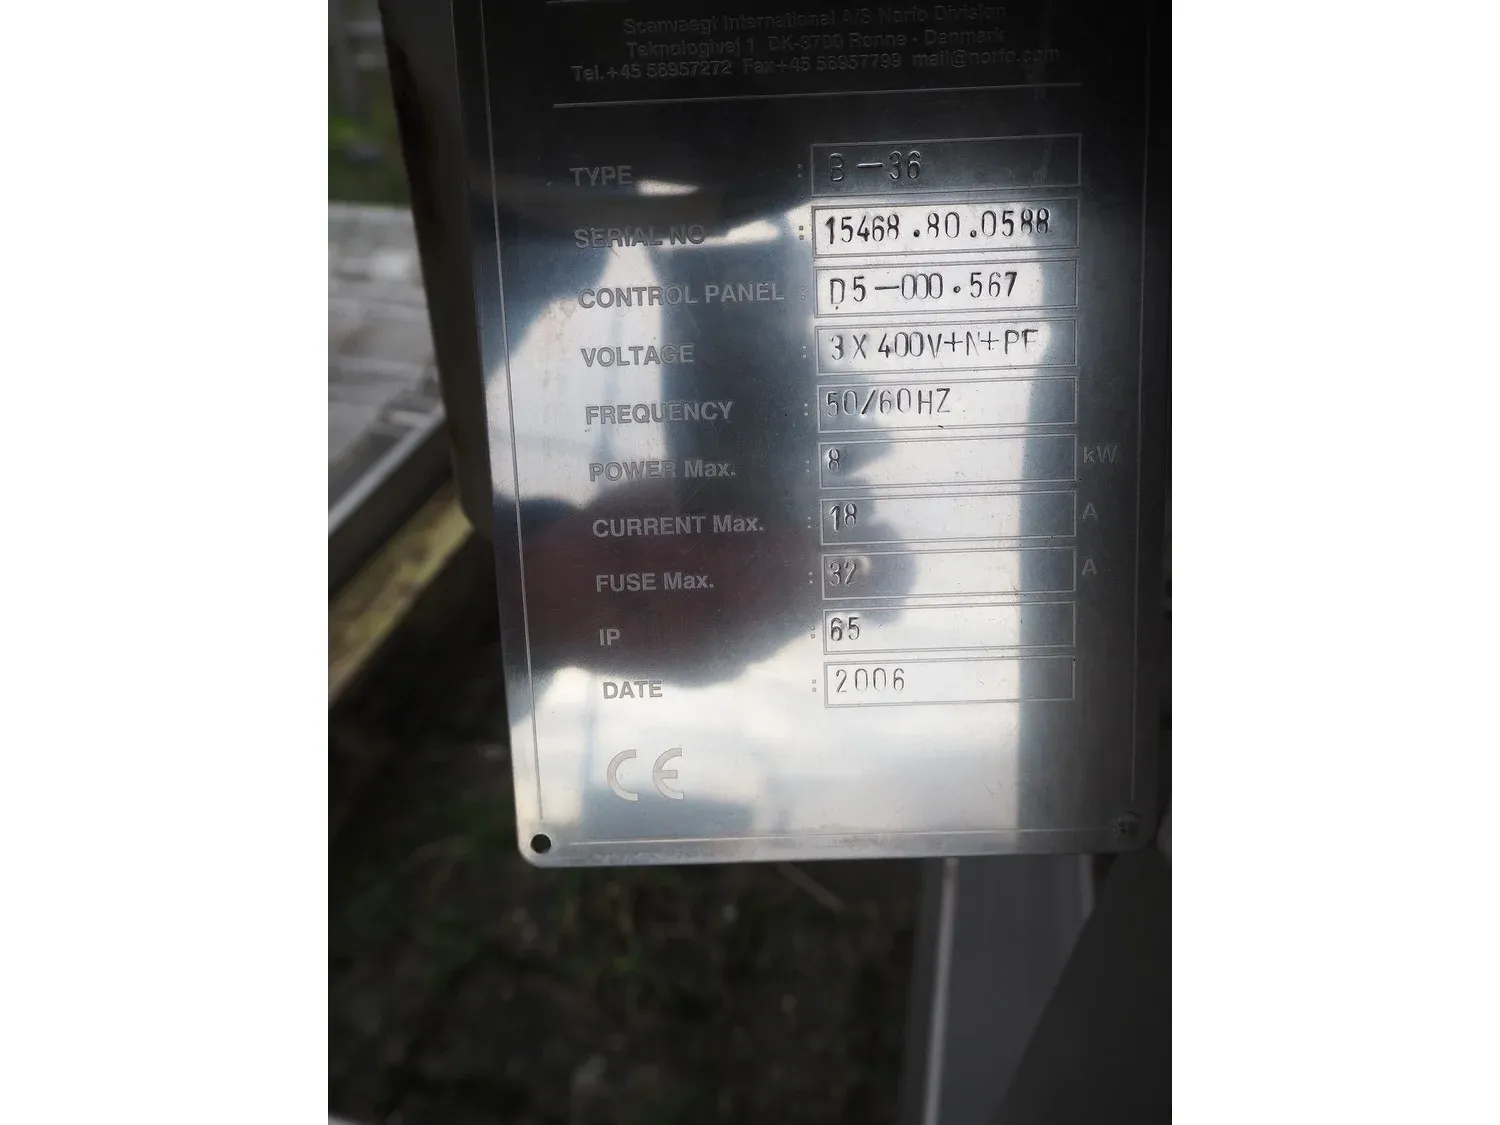 Scanvaegt International A/S Norfo Division
Teknologivej 1 DK-3700 Rønne - Denmark
Tel.+45 56957272 Fax+45 56957799 mail@norfo.com
TYPE : B-36
SERIAL NO : 15468.80.0588
CONTROL PANEL : D5-000.567
VOLTAGE : 3X400V+N+PE
FREQUENCY : 50/60HZ
POWER Max. : 8 kW
CURRENT Max. : 18 A
FUSE Max. : 32 A
IP : 65
DATE : 2006
CE